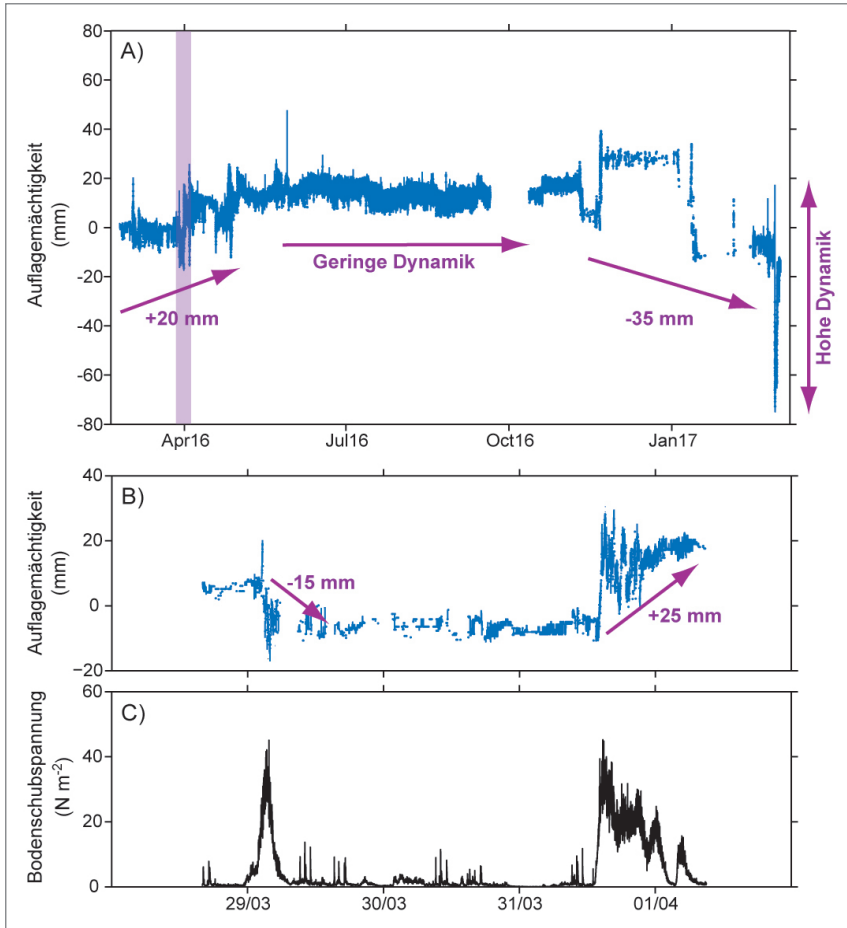 A)
Auflagemächtigkeit
(mm)
80
60
40
20
0
-20
-40
-60
-80
+20 mm
Geringe Dynamik
-35 mm
Hohe Dynamik
Apr16
Jul16
Oct16
Jan17
B)
Auflagemächtigkeit
(mm)
40
20
0
−20
-15 mm
+25 mm
C)
Bodenschubspannung
(N m-2)
60
40
20
0
29/03
30/03
31/03
01/04